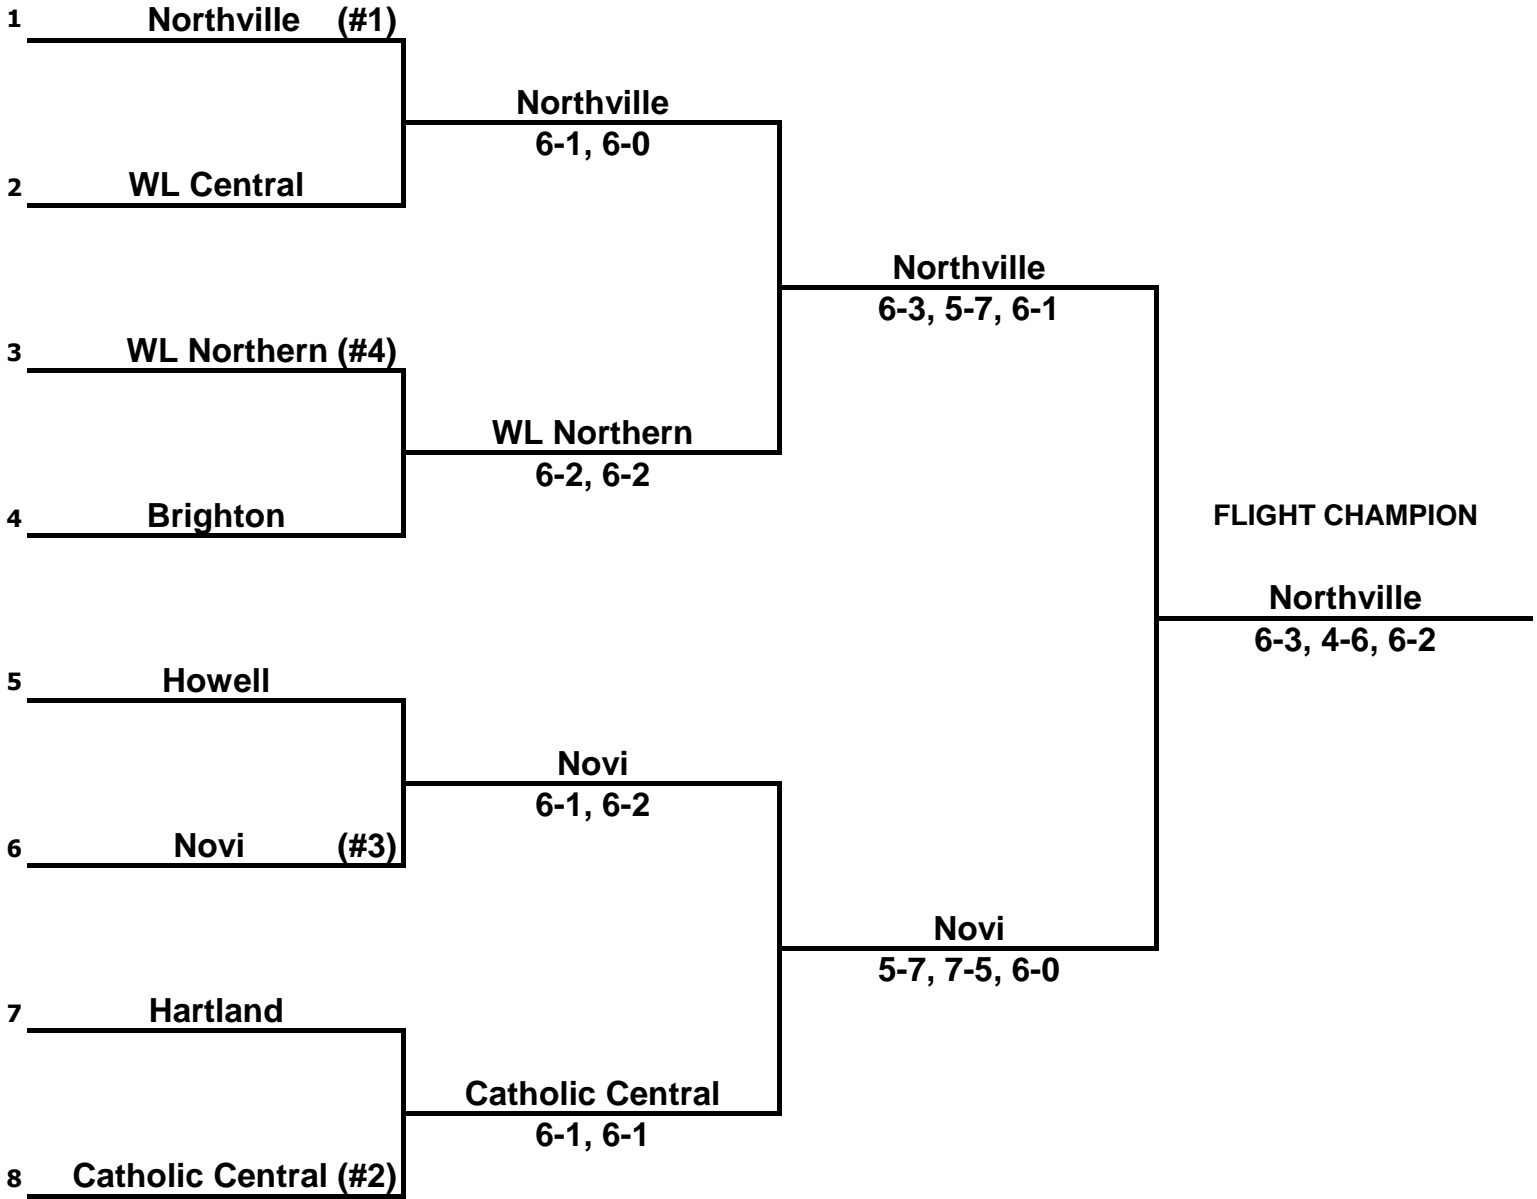 1 Northville (#1)
Northville
6-1, 6-0
2 WL Central
Northville
6-3, 5-7, 6-1
3 WL Northern (#4)
WL Northern
6-2, 6-2
4 Brighton
FLIGHT CHAMPION
Northville
6-3, 4-6, 6-2
5 Howell
Novi
6-1, 6-2
6 Novi (#3)
Novi
5-7, 7-5, 6-0
7 Hartland
Catholic Central
6-1, 6-1
8 Catholic Central (#2)